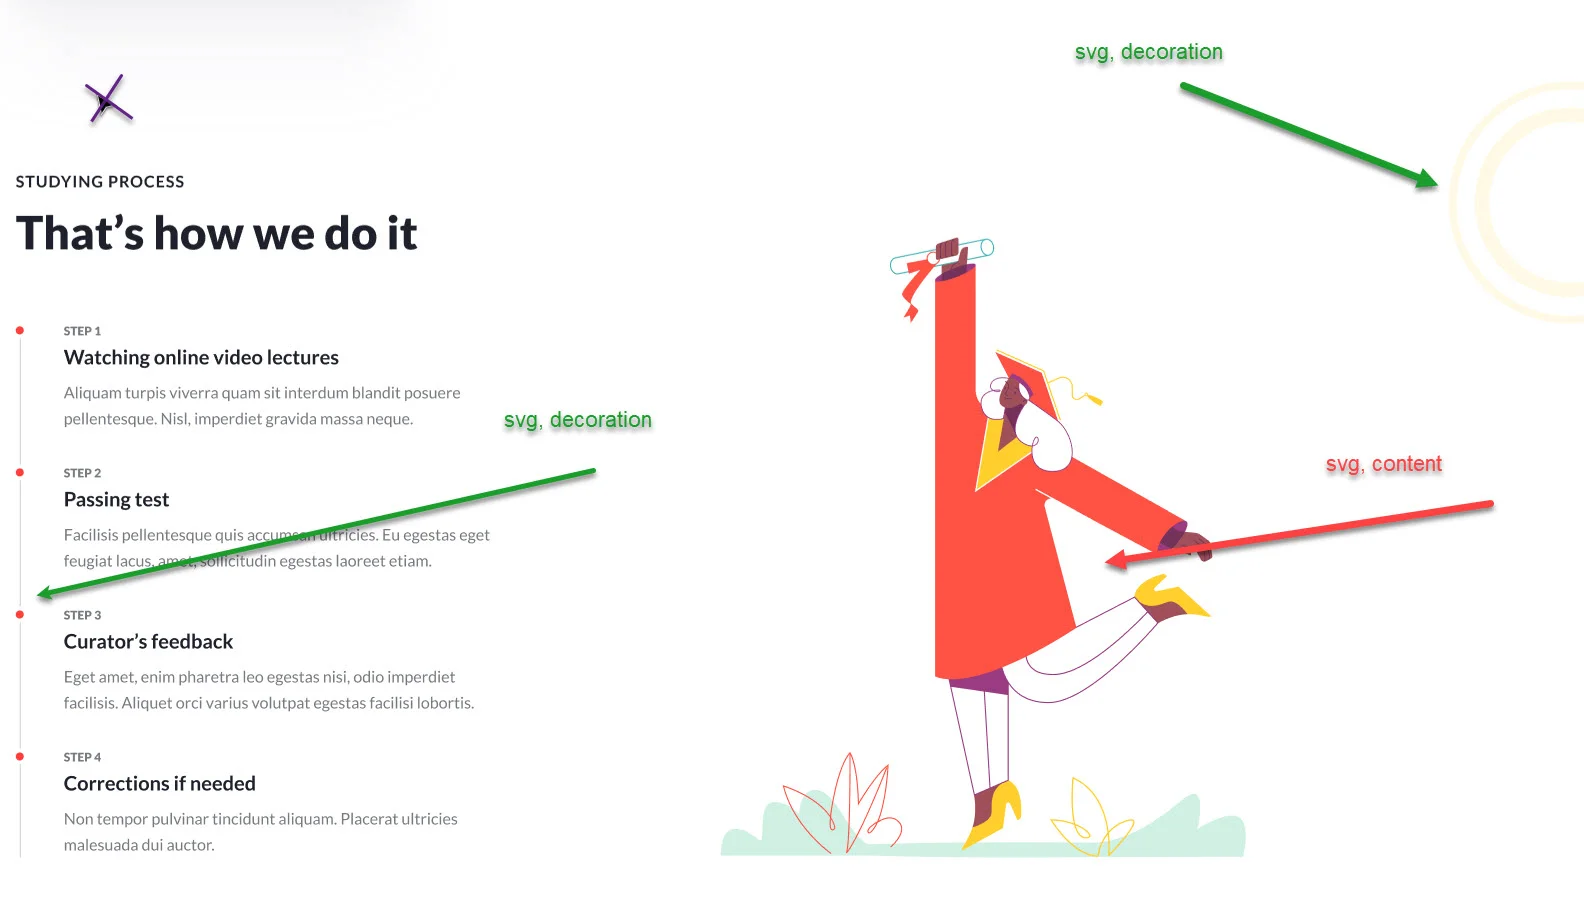 svg, decoration
STUDYING PROCESS
That's how we do it
STEP 1
Watching online video lectures
Aliquam turpis viverra quam sit interdum blandit posuere
pellentesque. Nisl, imperdiet gravida massa neque.
svg, decoration
svg, content
STEP 2
Passing test
Facilisis pellentesque quis accumsan ultricies. Eu egestas eget
feugiat lacus, amet, sollicitudin egestas laoreet etiam.
STEP 3
Curator's feedback
Eget amet, enim pharetra leo egestas nisi, odio imperdiet
facilisis. Aliquet orci varius volutpat egestas facilisi lobortis.
STEP 4
Corrections if needed
Non tempor pulvinar tincidunt aliquam. Placerat ultricies
malesuada dui auctor.